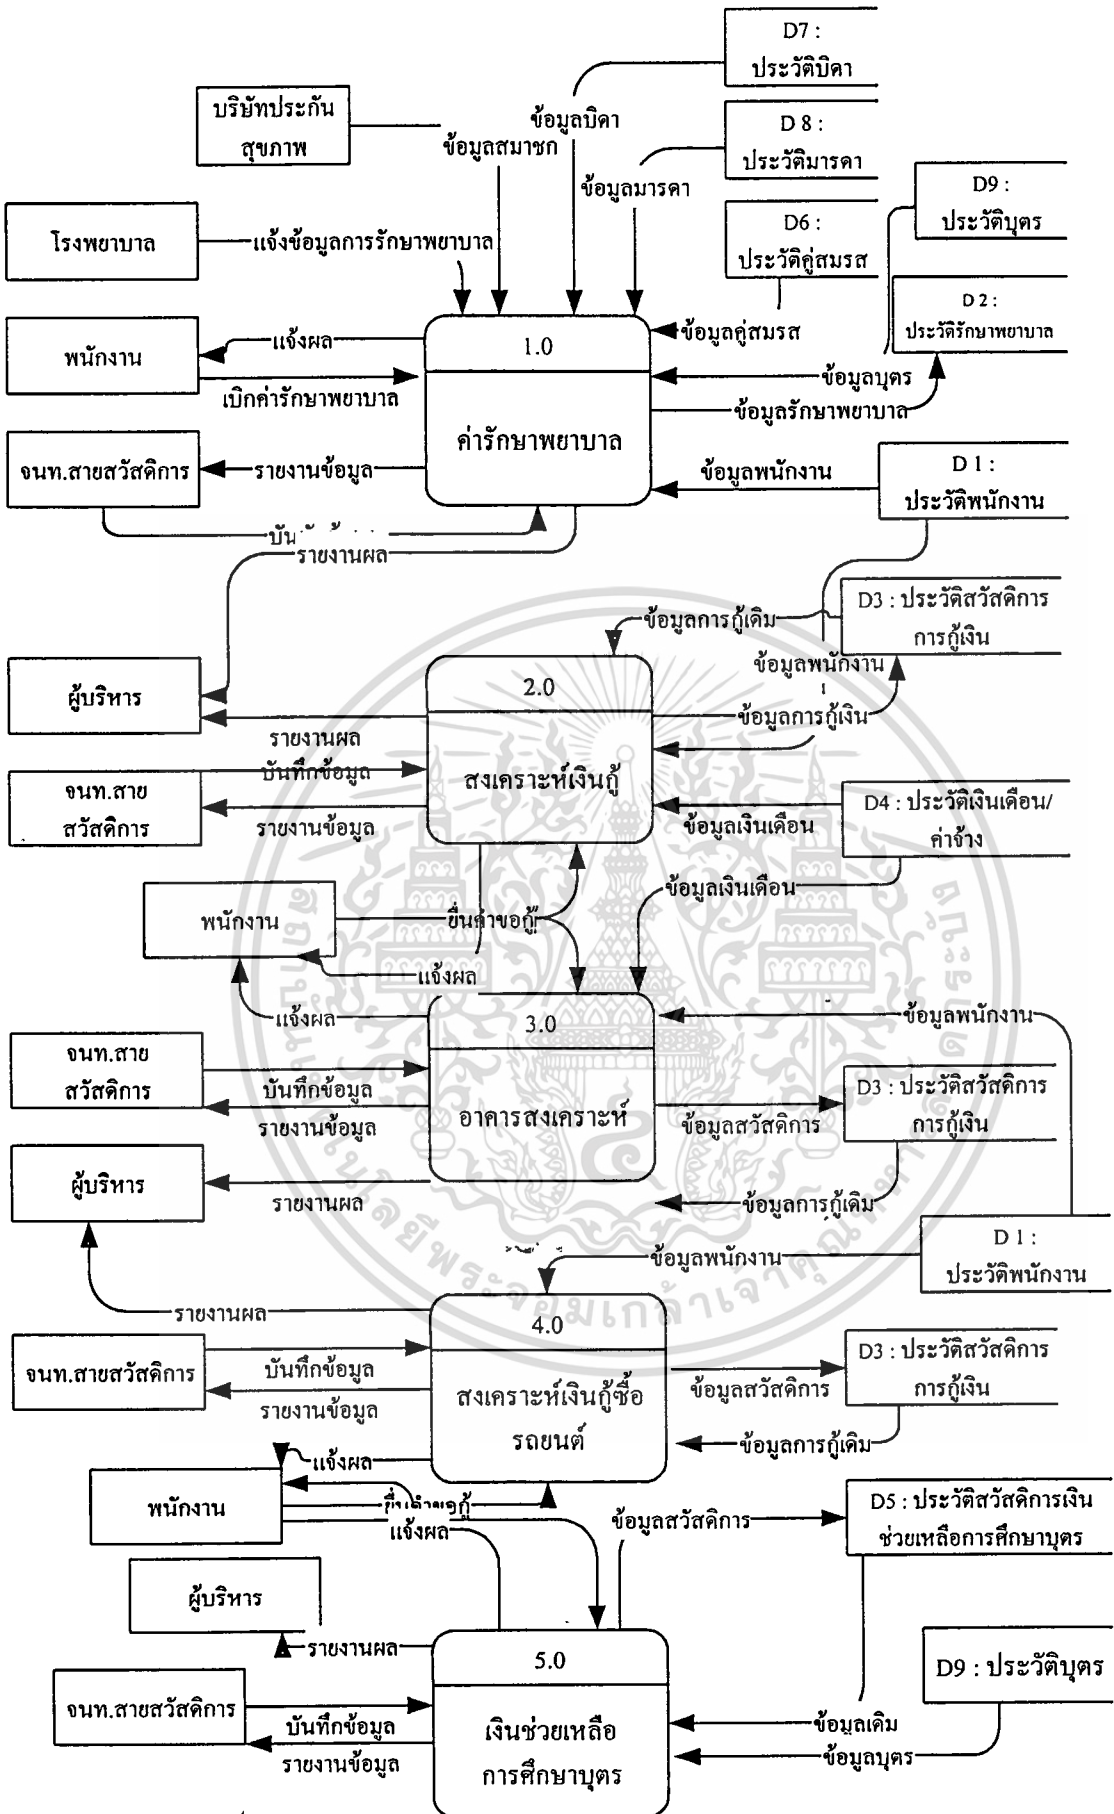 D7 :
ประวัติบิดา
บริษัทประกัน
สุขภาพ
ข้อมูลบิดา
ข้อมูลสมาชก
D 8 :
ประวัติมารดา
ข้อมูลมารดา
D9 :
ประวัติบุตร
โรงพยาบาล
แจ้งข้อมูลการรักษาพยาบาล
D6 :
ประวัติคู่สมรส
D 2 :
ประวัติรักษาพยาบาล
พนักงาน
แจ้งผล
เบิกค่ารักษาพยาบาล
1.0
ค่ารักษาพยาบาล
ข้อมูลคู่สมรส
ข้อมูลบุตร
ข้อมูลรักษาพยาบาล
จนท.สายสวัสดิการ
รายงานข้อมูล
ข้อมูลพนักงาน
D 1 :
ประวัติพนักงาน
รายงานผล
D3 : ประวัติสวัสดิการ
การกู้เงิน
ข้อมูลการกู้เดิม
ข้อมูลพนักงาน
ผู้บริหาร
2.0
สงเคราะห์เงินกู้
ข้อมูลการกู้เงิน
รายงานผล
บันทึกข้อมูล
จนท.สาย
สวัสดิการ
รายงานข้อมูล
ข้อมูลเงินเดือน
D4 : ประวัติเงินเดือน/
ค่าจ้าง
ข้อมูลเงินเดือน
พนักงาน
ยื่นคำขอกู้
แจ้งผล
แจ้งผล
3.0
อาคารสงเคราะห์
ข้อมูลพนักงาน
จนท.สาย
สวัสดิการ
บันทึกข้อมูล
รายงานข้อมูล
ข้อมูลสวัสดิการ
D3 : ประวัติสวัสดิการ
การกู้เงิน
ผู้บริหาร
รายงานผล
ข้อมูลการกู้เดิม
D 1 :
ประวัติพนักงาน
ข้อมูลพนักงาน
รายงานผล
4.0
สงเคราะห์เงินกู้ซื้อ
รถยนต์
จนท.สายสวัสดิการ
บันทึกข้อมูล
รายงานข้อมูล
ข้อมูลสวัสดิการ
D3 : ประวัติสวัสดิการ
การกู้เงิน
ข้อมูลการกู้เดิม
แจ้งผล
พนักงาน
ยื่นคำขอกู้
แจ้งผล
ข้อมูลสวัสดิการ
D5 : ประวัติสวัสดิการเงิน
ช่วยเหลือการศึกษาบุตร
ผู้บริหาร
รายงานผล
5.0
เงินช่วยเหลือ
การศึกษาบุตร
D9 : ประวัติบุตร
จนท.สายสวัสดิการ
บันทึกข้อมูล
รายงานข้อมูล
ข้อมูลเดิม
ข้อมูลบุตร